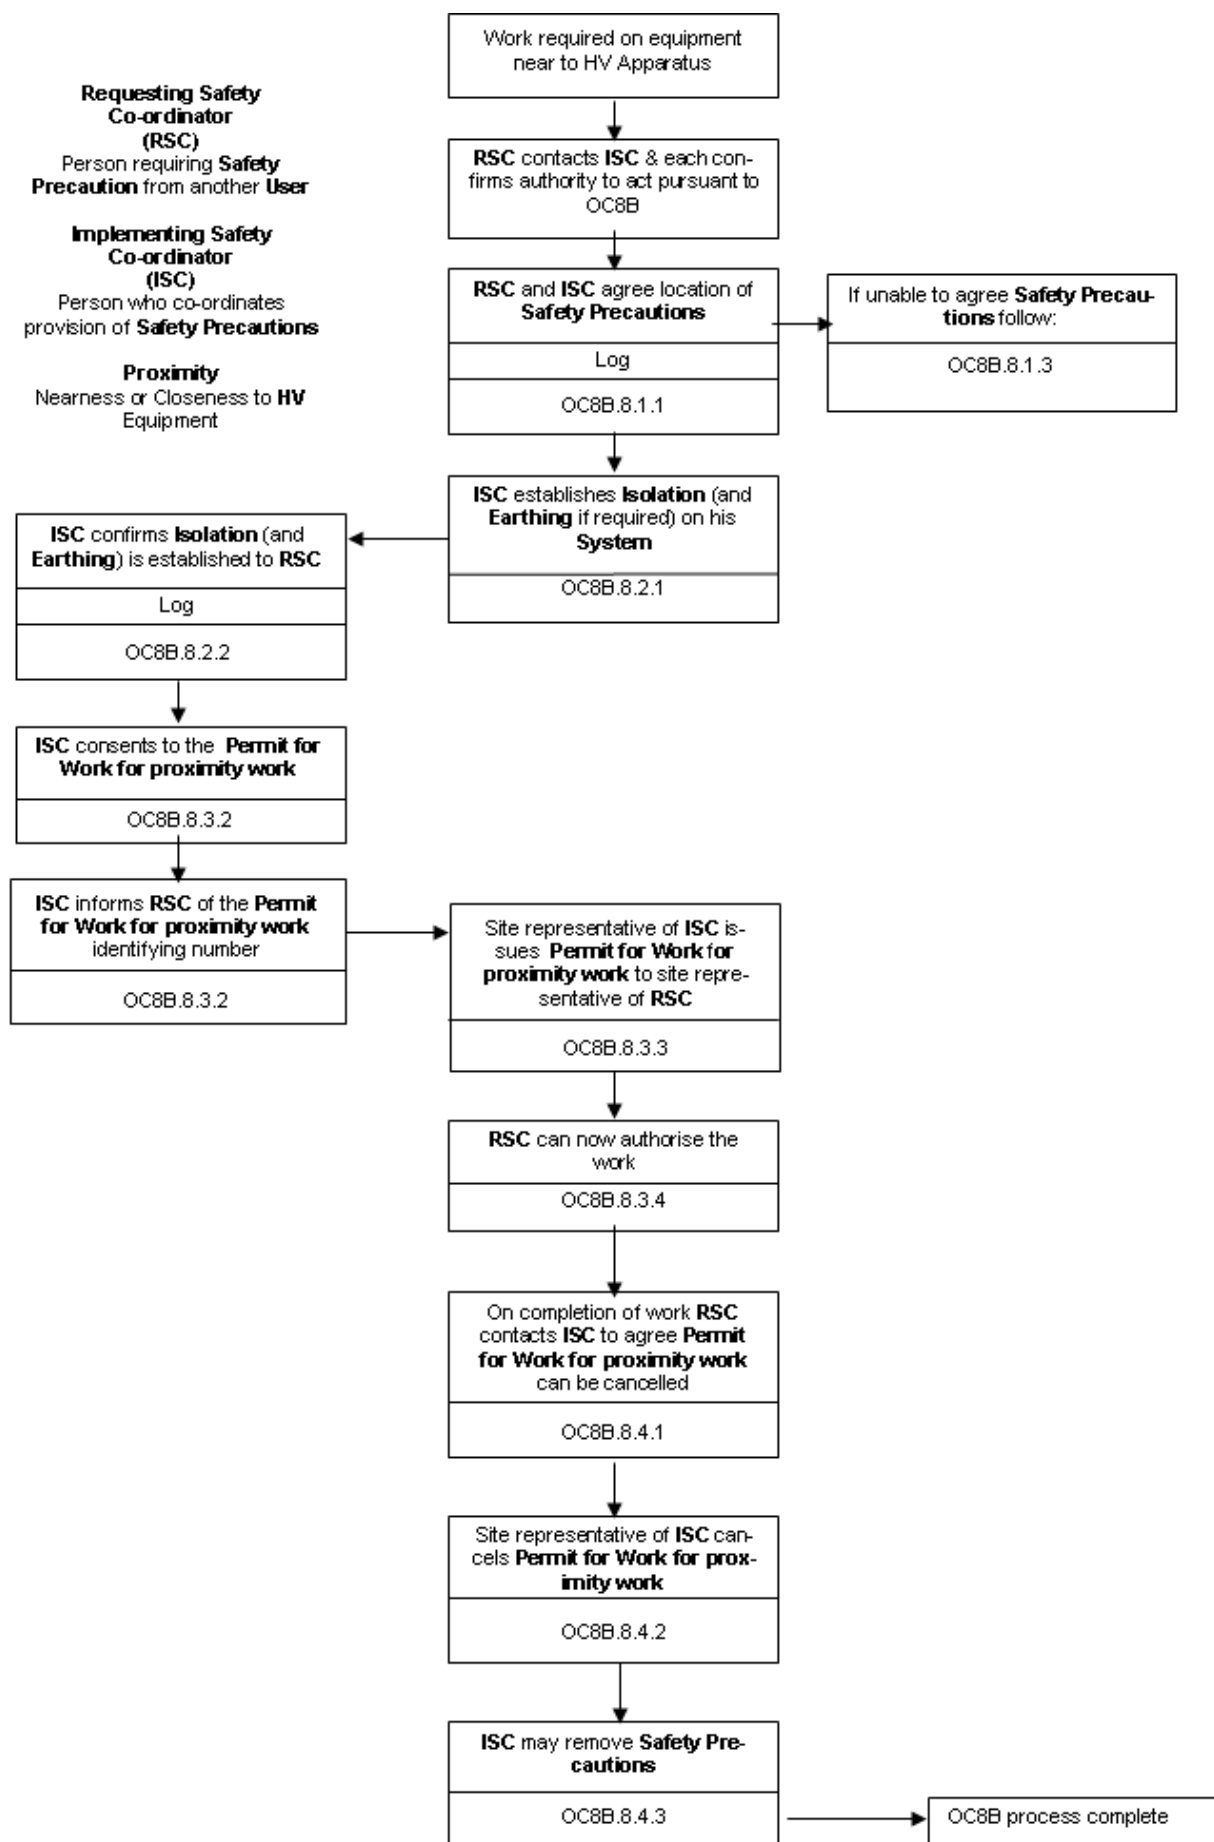 Work required on equipment
near to HV Apparatus
Requesting Safety
Co-ordinator
(RSC)
Person requiring Safety
Precaution from another User
RSC contacts ISC & each con-
firms authority to act pursuant to
OC8B
Implementing Safety
Co-ordinator
(ISC)
Person who co-ordinates
provision of Safety Precautions
Proximity
Nearness or Closeness to HV
Equipment
RSC and ISC agree location of
Safety Precautions
Log
OC8B.8.1.1
If unable to agree Safety Precau-
tions follow:
OC8B.8.1.3
ISC establishes Isolation (and
Earthing if required) on his
System
OC8B.8.2.1
ISC confirms Isolation (and
Earthing) is established to RSC
Log
OC8B.8.2.2
ISC consents to the Permit for
Work for proximity work
OC8B.8.3.2
ISC informs RSC of the Permit
for Work for proximity work
identifying number
OC8B.8.3.2
Site representative of ISC is-
sues Permit for Work for
proximity work to site repre-
sentative of RSC
OC8B.8.3.3
RSC can now authorise the
work
OC8B.8.3.4
On completion of work RSC
contacts ISC to agree Permit
for Work for proximity work
can be cancelled
OC8B.8.4.1
Site representative of ISC can-
cels Permit for Work for prox-
imity work
OC8B.8.4.2
ISC may remove Safety Pre-
cautions
OC8B.8.4.3
OC8B process complete